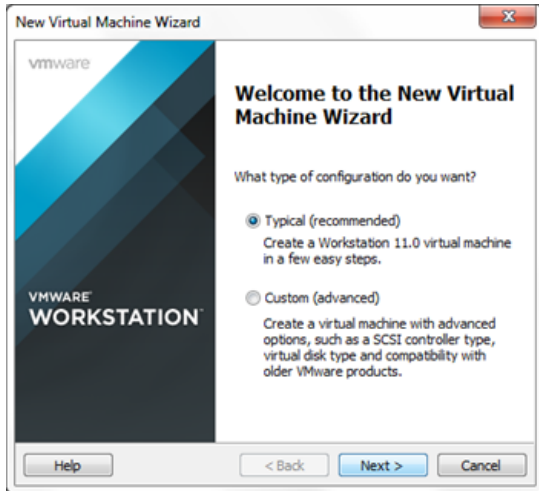 New Virtual Machine Wizard
vmware
Welcome to the New Virtual
Machine Wizard
What type of configuration do you want?
Typical (recommended)
Create a Workstation 11.0 virtual machine
in a few easy steps.
Custom (advanced)
Create a virtual machine with advanced
options, such as a SCSI controller type,
virtual disk type and compatibility with
older VMware products.
VMWARE
WORKSTATION
Help
< Back
Next >
Cancel